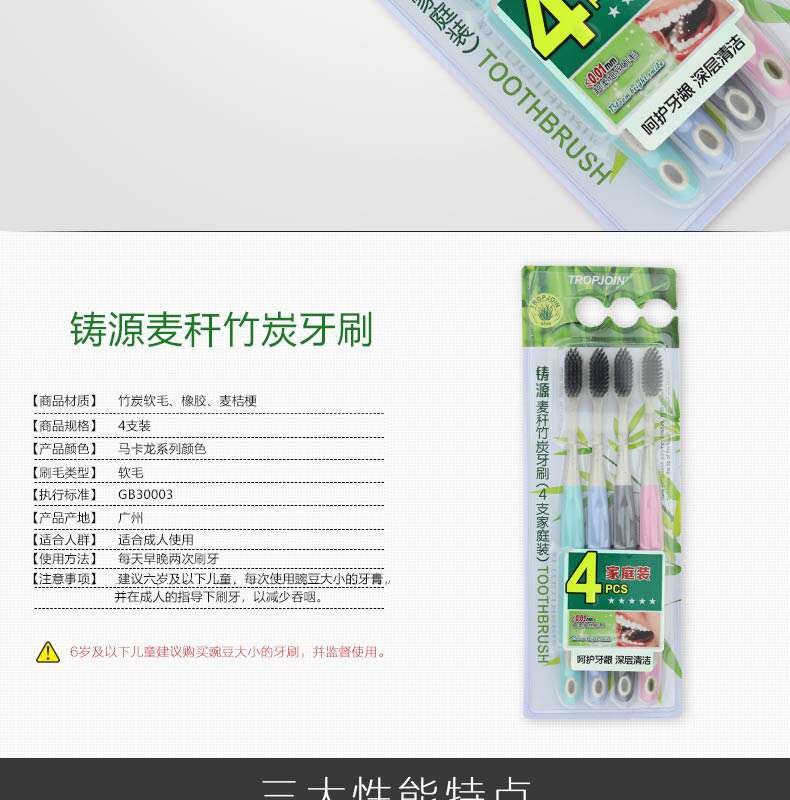 家庭装)
TOOTHBRUSH
4
<0.01mm
呵护牙龈 深层清洁
铸源麦秆竹炭牙刷
【商品材质】 竹炭软毛、橡胶、麦桔梗
【商品规格】 4支装
【产品颜色】 马卡龙系列颜色
【刷毛类型】 软毛
【执行标准】 GB30003
【产品产地】 广州
【适合人群】 适合成人使用
【使用方法】 每天早晚两次刷牙
【注意事项】 建议六岁及以下儿童，每次使用豌豆大小的牙膏，
并在成人的指导下刷牙，以减少吞咽。
6岁及以下儿童建议购买豌豆大小的牙刷，并监督使用。
TROPJOIN
TROPJOIN
铸源 麦秆竹炭牙刷(4支家庭装)TOOTHBRUSH
4 家庭装
PCS
呵护牙龈 深层清洁
三大性能特点